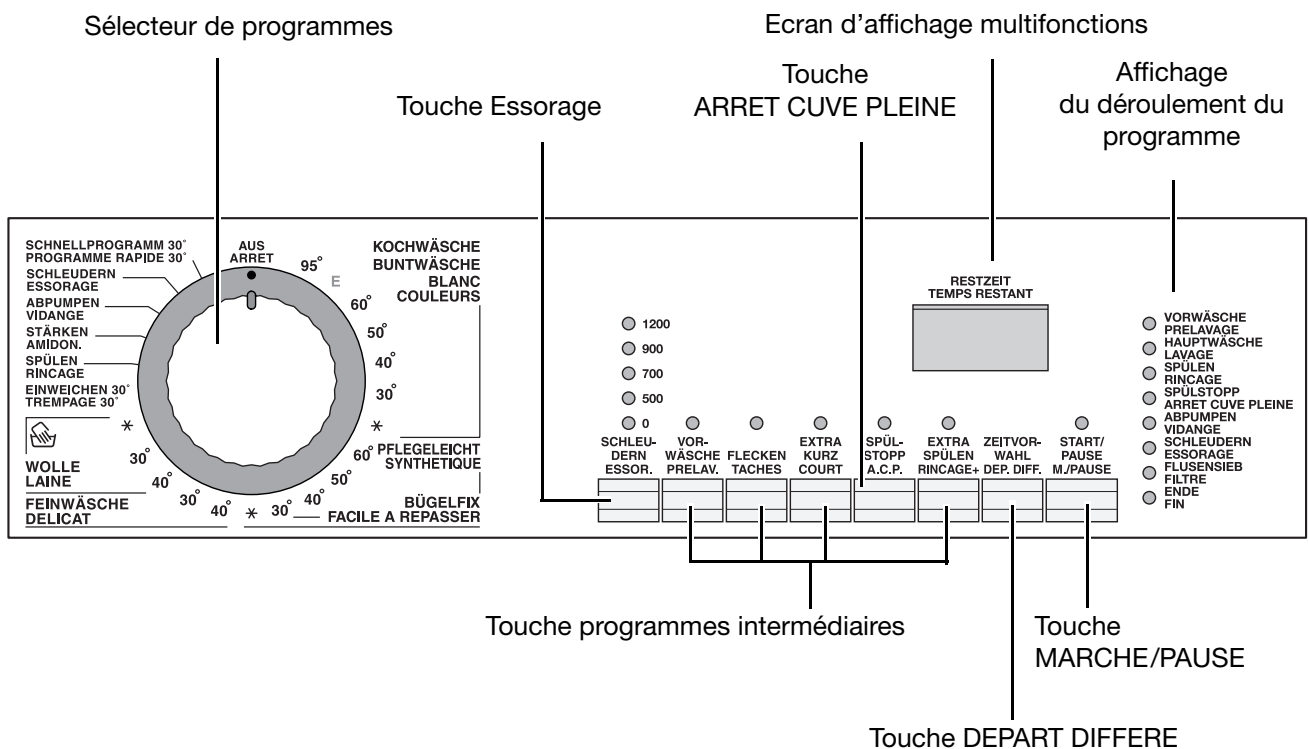 Sélecteur de programmes
Ecran d'affichage multifonctions
Touche Essorage
Touche
ARRET CUVE PLEINE
Affichage
du déroulement du
programme
SCHNELLPROGRAMM 30°
PROGRAMME RAPIDE 30°
SCHLEUDERN
ESSORAGE
ABPUMPEN
VIDANGE
STÄRKEN
AMIDON.
SPÜLEN
RINCAGE
EINWEICHEN 30°
TREMPAGE 30°
WOLLE
LAINE
FEINWÄSCHE
DELICAT
AUS
ARRET
95°
E
60°
50°
40°
30°
*
60°
50°
40°
30°
*
40°
30°
40°
30°
*
KOCHWÄSCHE
BUNTWÄSCHE
BLANC
COULEURS
PFLEGELEICHT
SYNTHETIQUE
BÜGELFIX
FACILE A REPASSER
1200
900
700
500
0
SCHLEU-
DERN
ESSOR.
VOR-
WÄSCHE
PRELAV.
FLECKEN
TACHES
EXTRA
KURZ
COURT
SPÜL-
STOPP
A.C.P.
EXTRA
SPÜLEN
RINCAGE+
ZEITVOR-
WAHL
DEP. DIFF.
START/
PAUSE
M./PAUSE
RESTZEIT
TEMPS RESTANT
VORWÄSCHE
PRELAVAGE
HAUPTWÄSCHE
LAVAGE
SPÜLEN
RINCAGE
SPÜLSTOPP
ARRET CUVE PLEINE
ABPUMPEN
VIDANGE
SCHLEUDERN
ESSORAGE
FLUSENSIEB
FILTRE
ENDE
FIN
Touche programmes intermédiaires
Touche
MARCHE/PAUSE
Touche DEPART DIFFERE